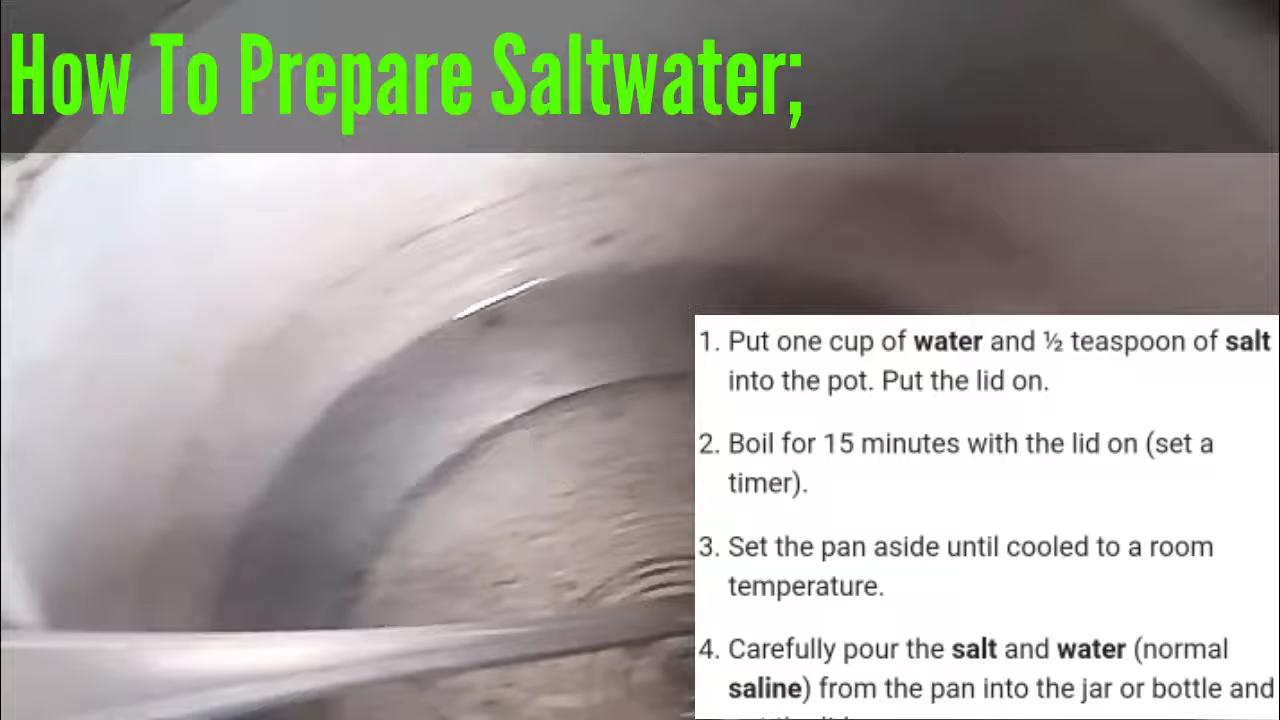 How To Prepare Saltwater;
1. Put one cup of water and ½ teaspoon of salt
into the pot. Put the lid on.
2. Boil for 15 minutes with the lid on (set a
timer).
3. Set the pan aside until cooled to a room
temperature.
4. Carefully pour the salt and water (normal
saline) from the pan into the jar or bottle and